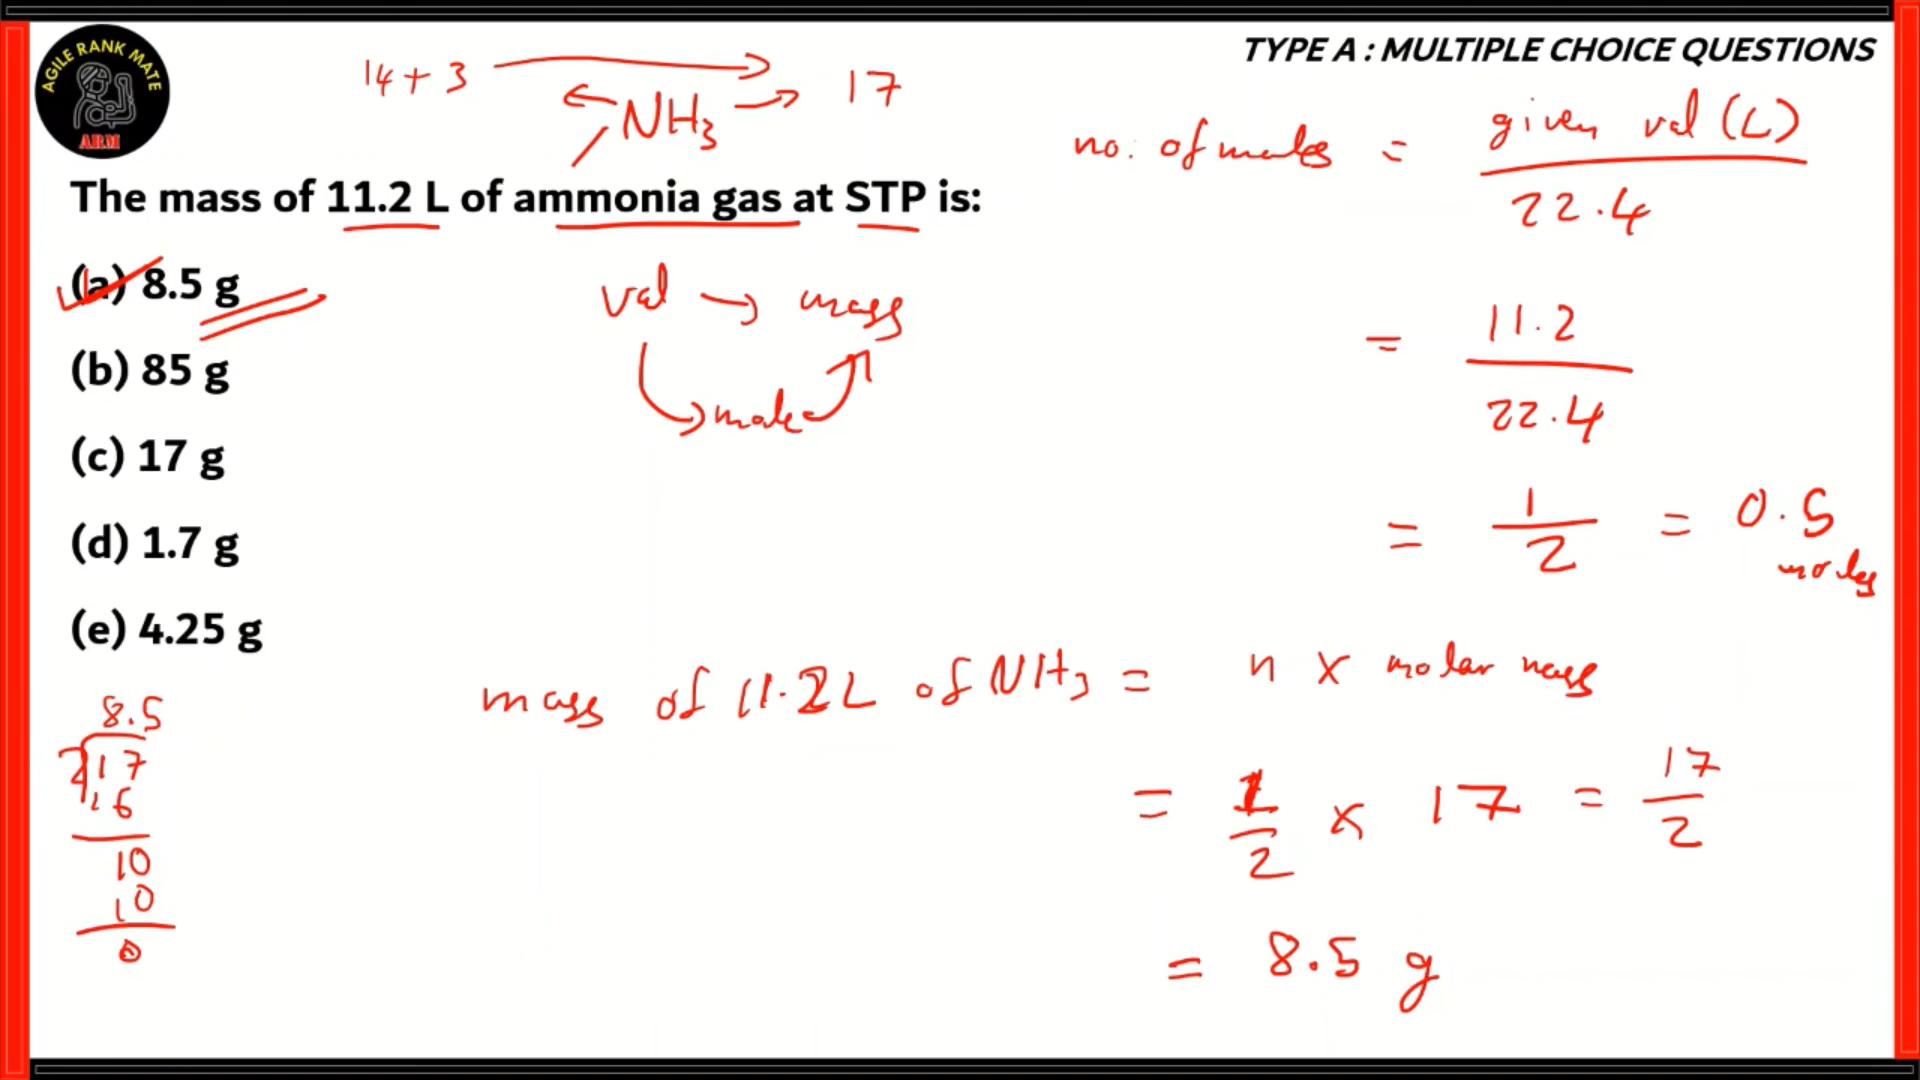 AGILE RANK MATE
ARM
TYPE A : MULTIPLE CHOICE QUESTIONS
14 + 3
NH3
17
The mass of 11.2 L of ammonia gas at STP is:
(a) 8.5 g
(b) 85 g
(c) 17 g
(d) 1.7 g
(e) 4.25 g
val → mass
mole
no: of moles = given val (L)
22.4
= 11.2
22.4
= 1/2 = 0.5
moles
mass of 11.2L of NH3 = n × molar mass
= 1/2 × 17 = 17/2
= 8.5 g
8.5
2 17
16
10
10
0